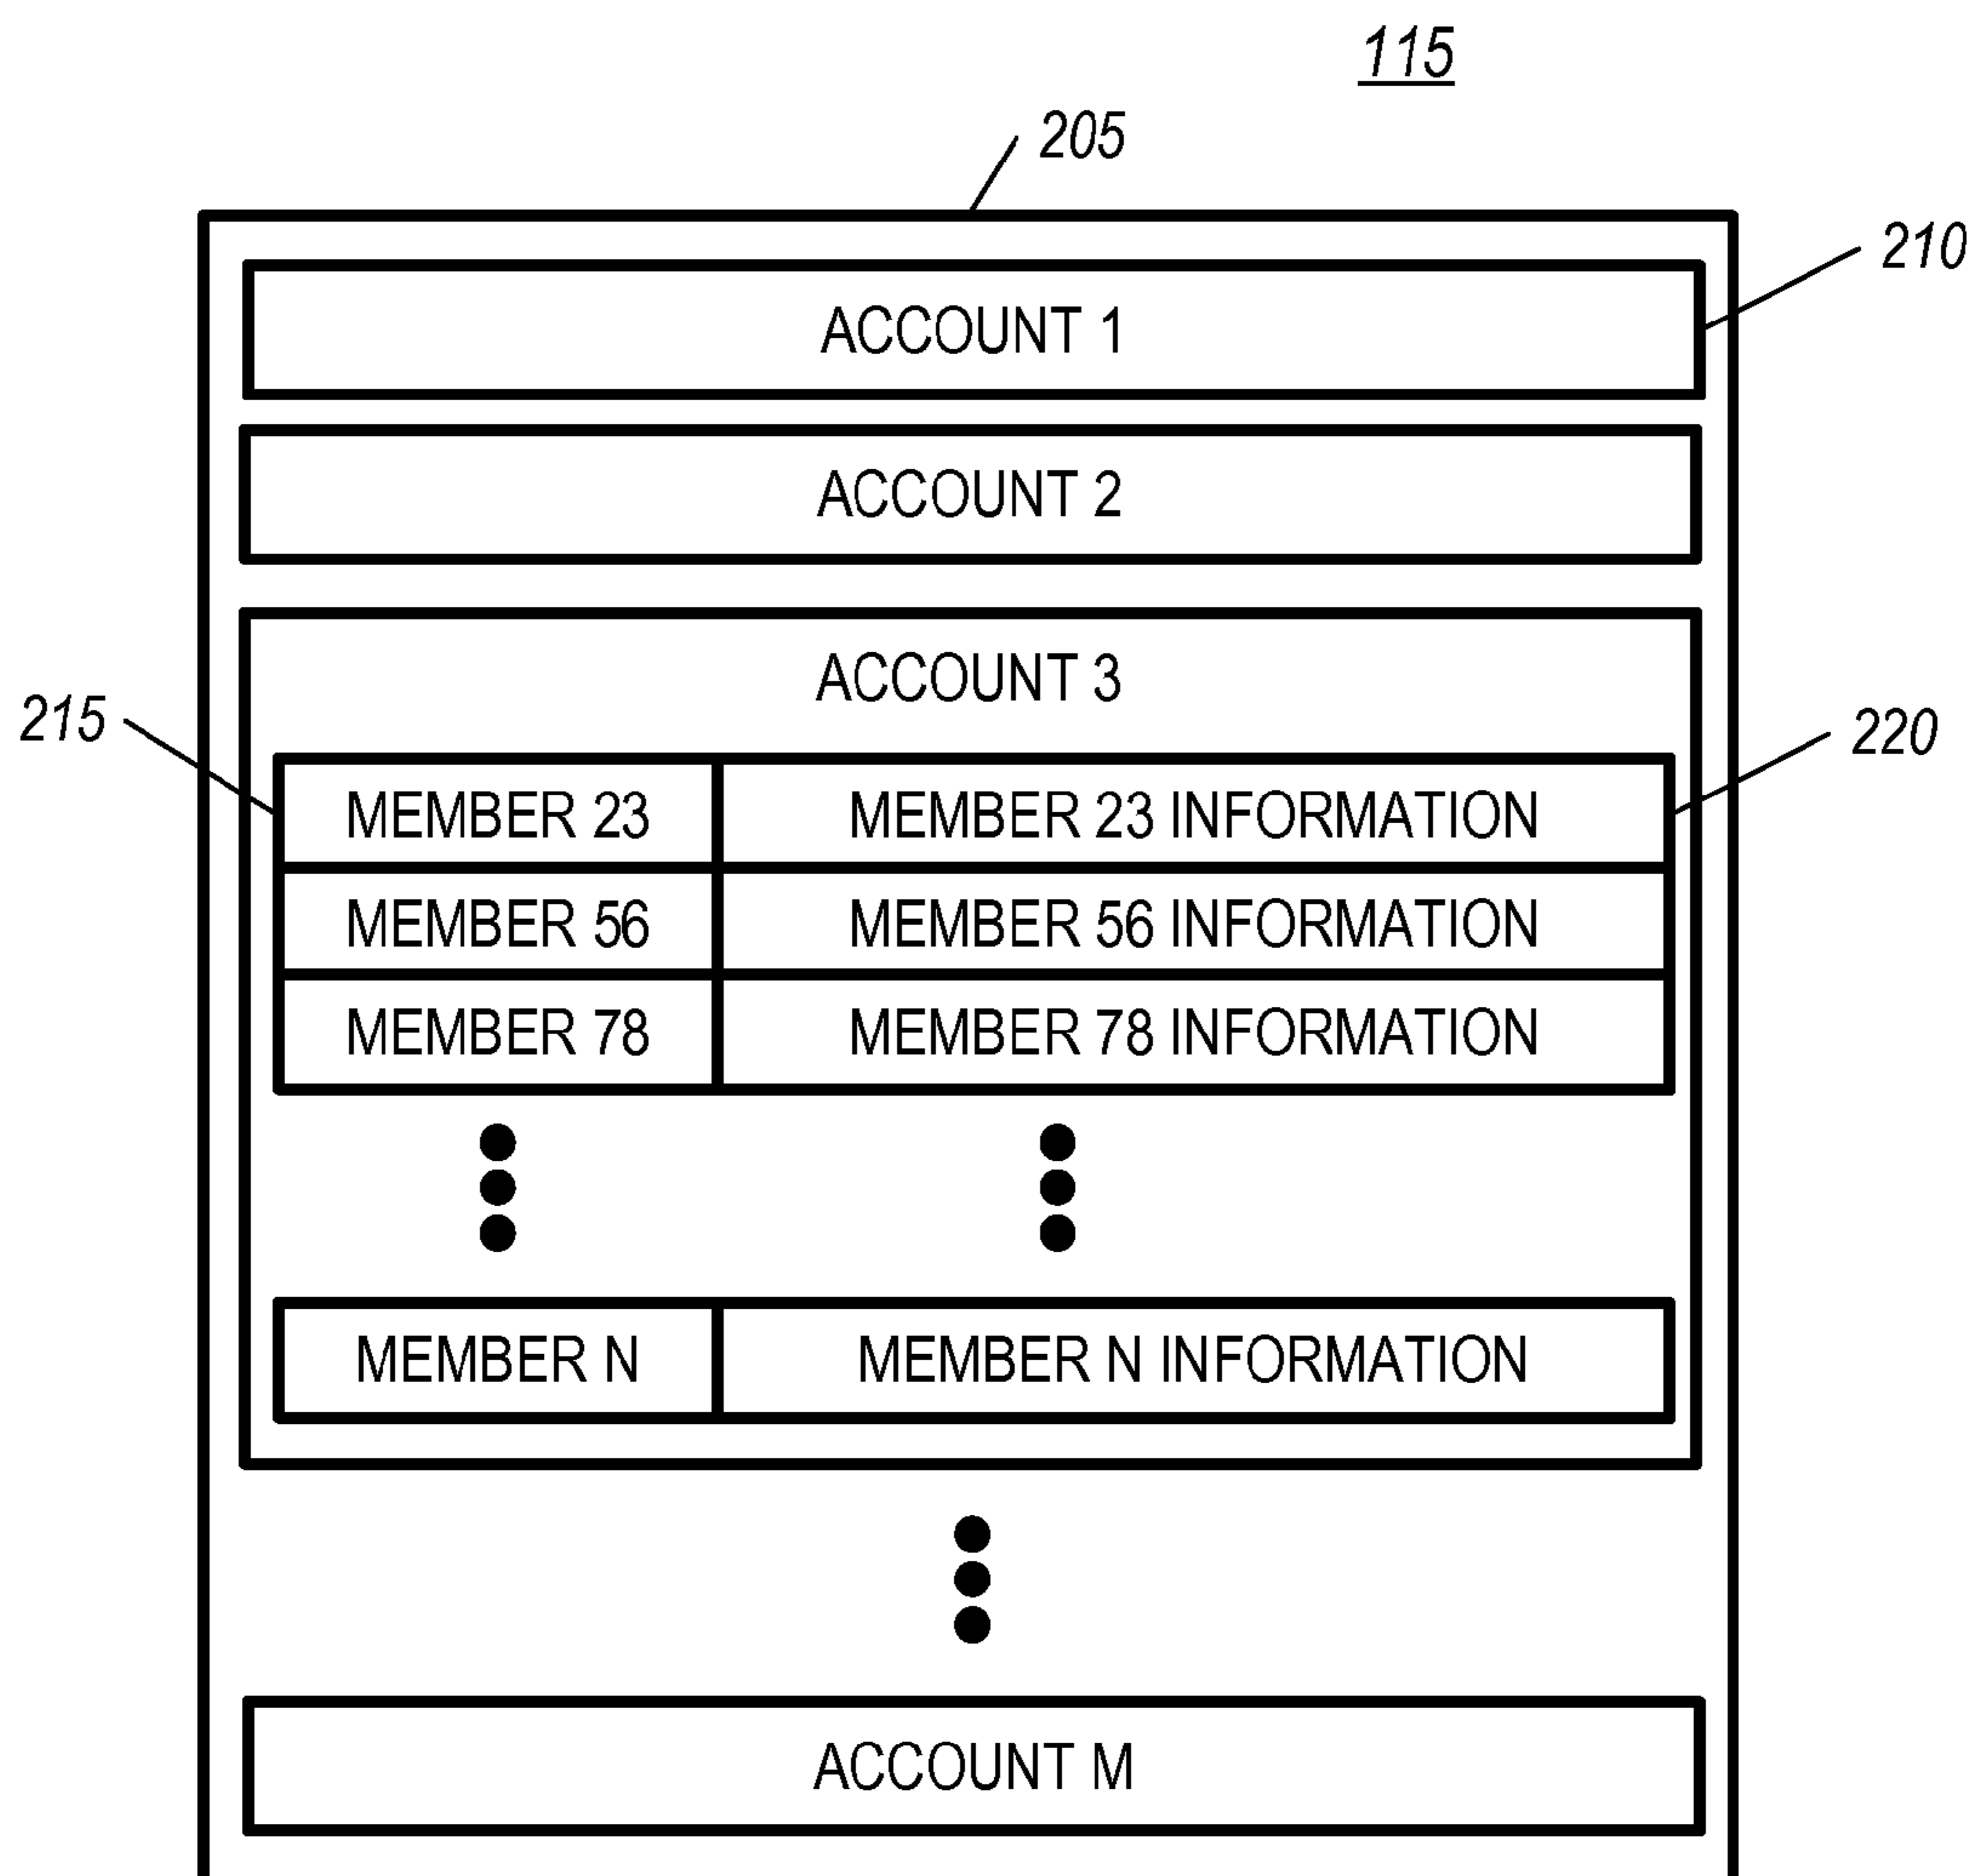 115
205
210
ACCOUNT 1
ACCOUNT 2
ACCOUNT 3
215
220
MEMBER 23 MEMBER 23 INFORMATION
MEMBER 56 MEMBER 56 INFORMATION
MEMBER 78 MEMBER 78 INFORMATION
MEMBER N MEMBER N INFORMATION
ACCOUNT M